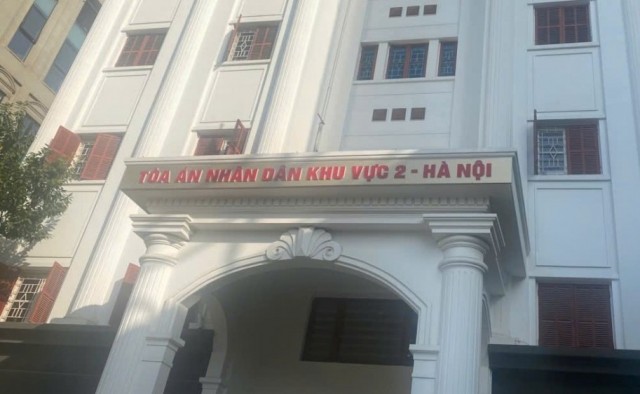 TÒA ÁN NHÂN DÂN KHU VỰC 2 - HÀ NỘI